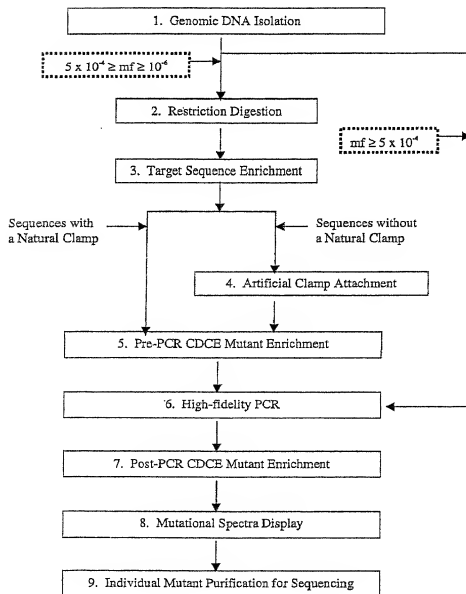 1. Genomic DNA Isolation
5 x 10⁻⁴ ≥ mf ≥ 10⁻⁶
2. Restriction Digestion
mf ≥ 5 x 10⁻⁴
3. Target Sequence Enrichment
Sequences with
a Natural Clamp
Sequences without
a Natural Clamp
4. Artificial Clamp Attachment
5. Pre-PCR CDCE Mutant Enrichment
6. High-fidelity PCR
7. Post-PCR CDCE Mutant Enrichment
8. Mutational Spectra Display
9. Individual Mutant Purification for Sequencing